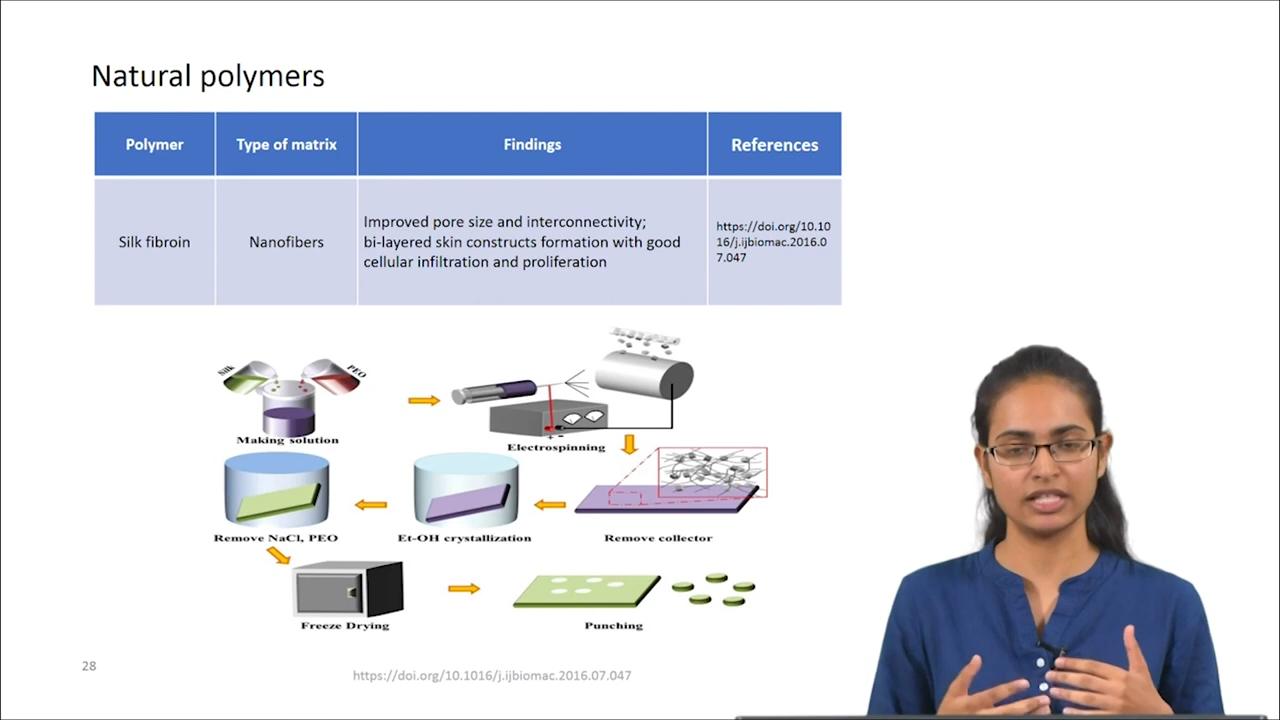 Natural polymers
Polymer
Type of matrix
Findings
References
Silk fibroin
Nanofibers
Improved pore size and interconnectivity;
bi-layered skin constructs formation with good
cellular infiltration and proliferation
https://doi.org/10.10
16/j.ijbiomac.2016.0
7.047
Silk
PEO
Making solution
+ -
Electrospinning
Remove NaCl, PEO
Et-OH crystallization
Remove collector
Freeze Drying
Punching
28
https://doi.org/10.1016/j.ijbiomac.2016.07.047